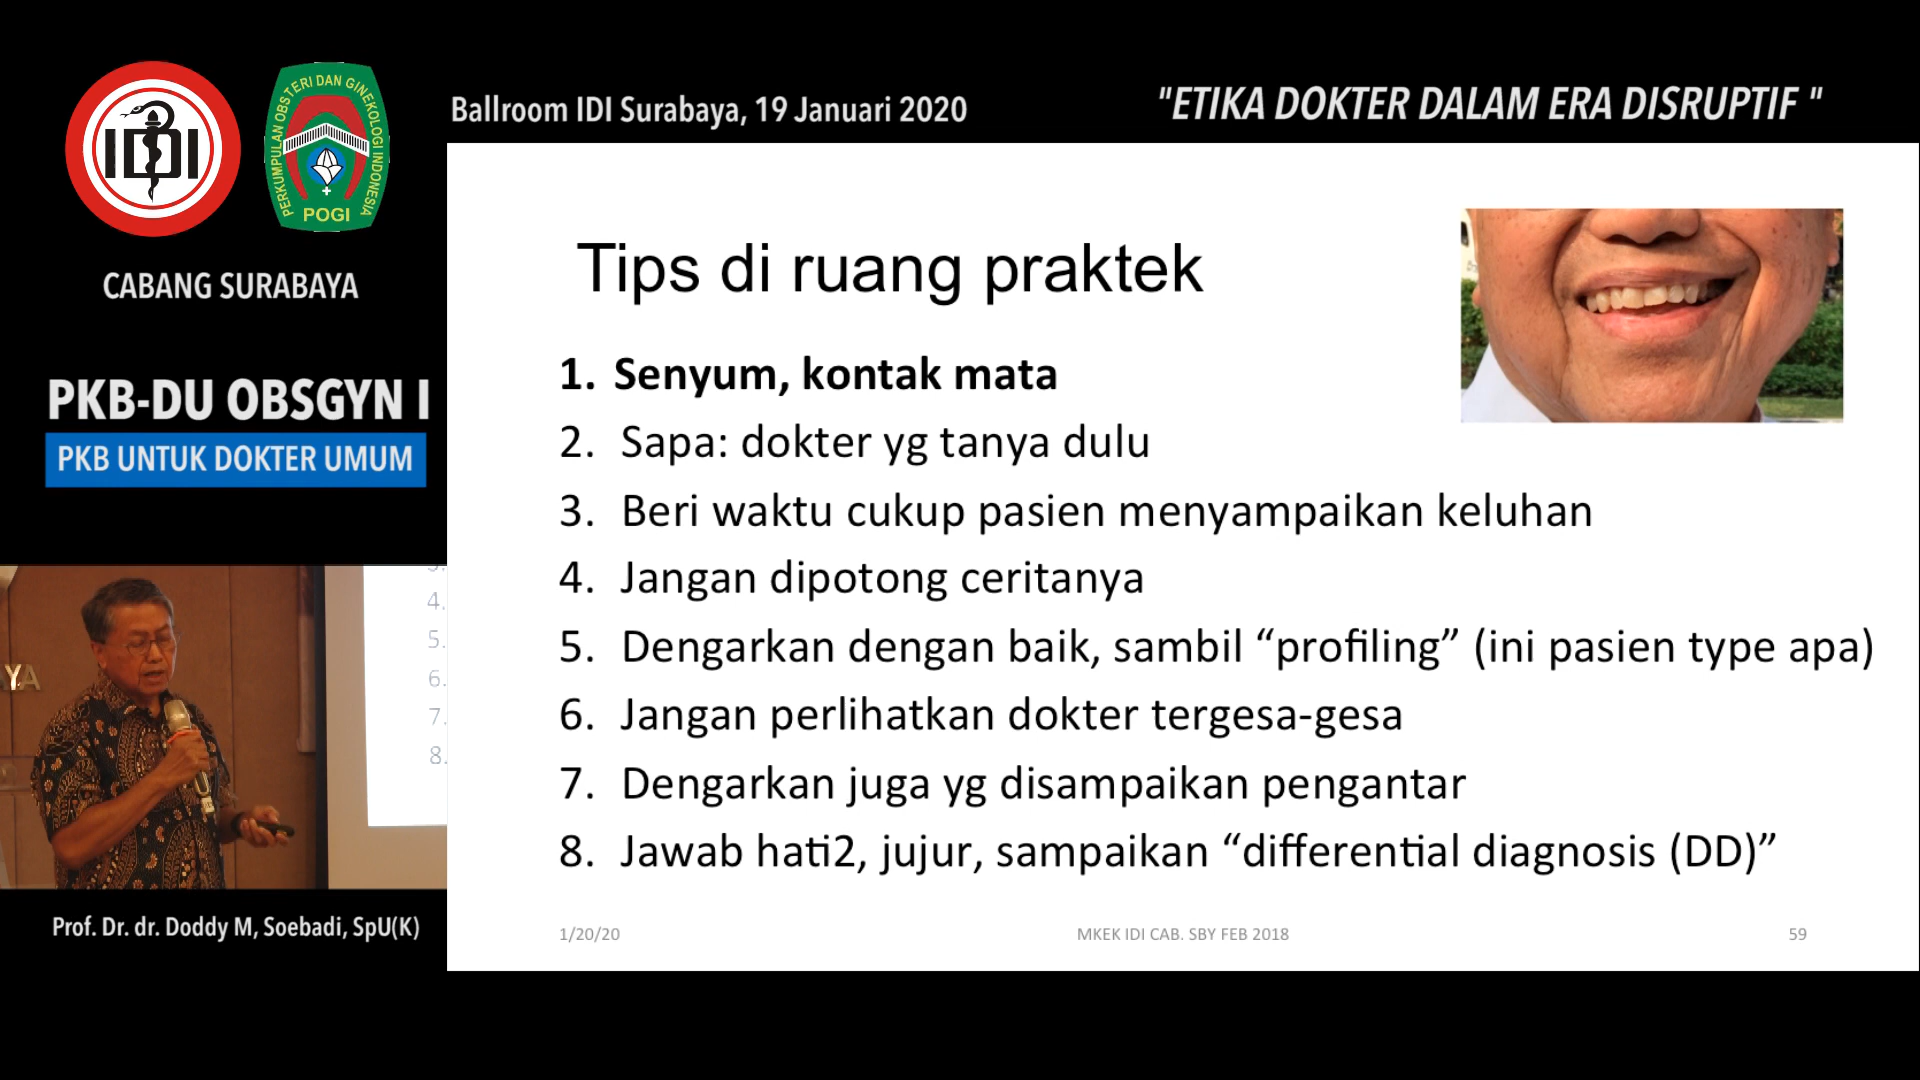 IDI
PERKUMPULAN OBSTERI DAN GINEKOLOGI INDONESIA
POGI
CABANG SURABAYA
PKB-DU OBSGYN I
PKB UNTUK DOKTER UMUM
Ballroom IDI Surabaya, 19 Januari 2020
"ETIKA DOKTER DALAM ERA DISRUPTIF "
Tips di ruang praktek
1. Senyum, kontak mata
2. Sapa: dokter yg tanya dulu
3. Beri waktu cukup pasien menyampaikan keluhan
4. Jangan dipotong ceritanya
5. Dengarkan dengan baik, sambil “profiling” (ini pasien type apa)
6. Jangan perlihatkan dokter tergesa-gesa
7. Dengarkan juga yg disampaikan pengantar
8. Jawab hati2, jujur, sampaikan “differential diagnosis (DD)”
1/20/20
MKEK IDI CAB. SBY FEB 2018
59
YA
4.
5.
6.
7.
8.
Prof. Dr. dr. Doddy M, Soebadi, SpU(K)